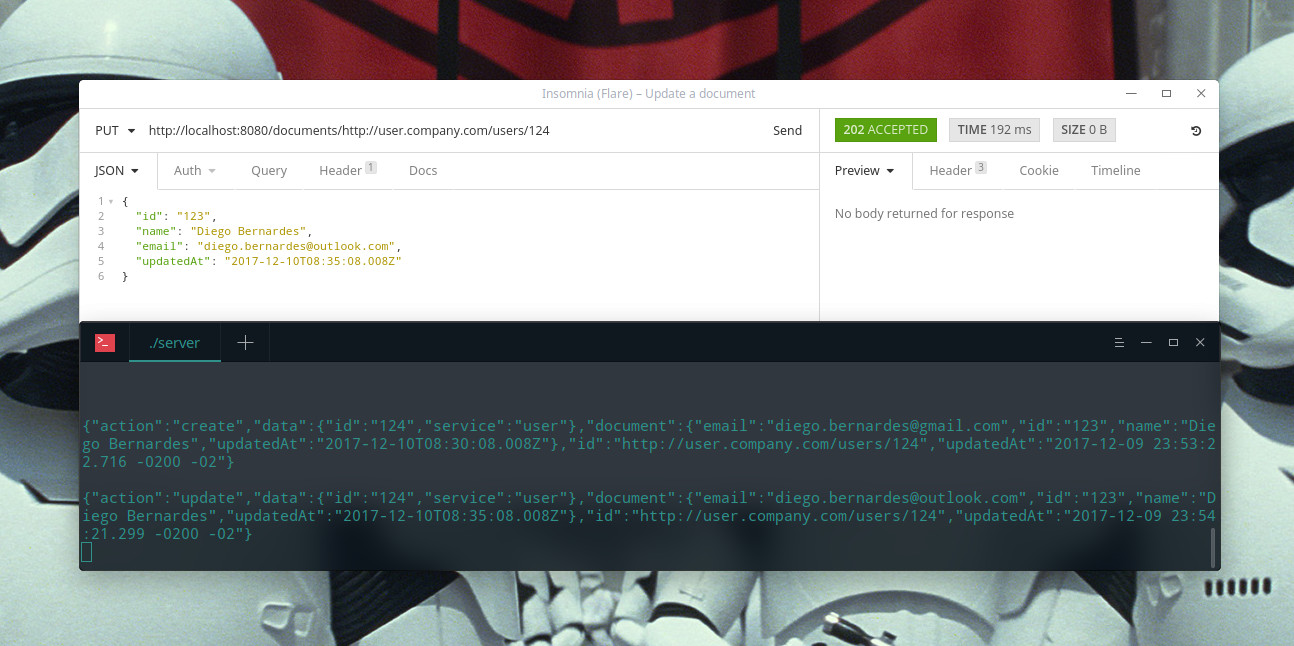 Insomnia (Flare) – Update a document
PUT http://localhost:8080/documents/http://user.company.com/users/124 Send
202 ACCEPTED TIME 192 ms SIZE 0 B
JSON Auth Query Header 1 Docs
Preview Header 3 Cookie Timeline
1 {
2 "id": "123",
3 "name": "Diego Bernardes",
4 "email": "diego.bernardes@outlook.com",
5 "updatedAt": "2017-12-10T08:35:08.008Z"
6 }
No body returned for response
>_ ./server
{"action":"create","data":{"id":"124","service":"user"},"document":{"email":"diego.bernardes@gmail.com","id":"123","name":"Die
go Bernardes","updatedAt":"2017-12-10T08:30:08.008Z"},"id":"http://user.company.com/users/124","updatedAt":"2017-12-09 23:53:2
2.716 -0200 -02"}
{"action":"update","data":{"id":"124","service":"user"},"document":{"email":"diego.bernardes@outlook.com","id":"123","name":"D
iego Bernardes","updatedAt":"2017-12-10T08:35:08.008Z"},"id":"http://user.company.com/users/124","updatedAt":"2017-12-09 23:54
:21.299 -0200 -02"}